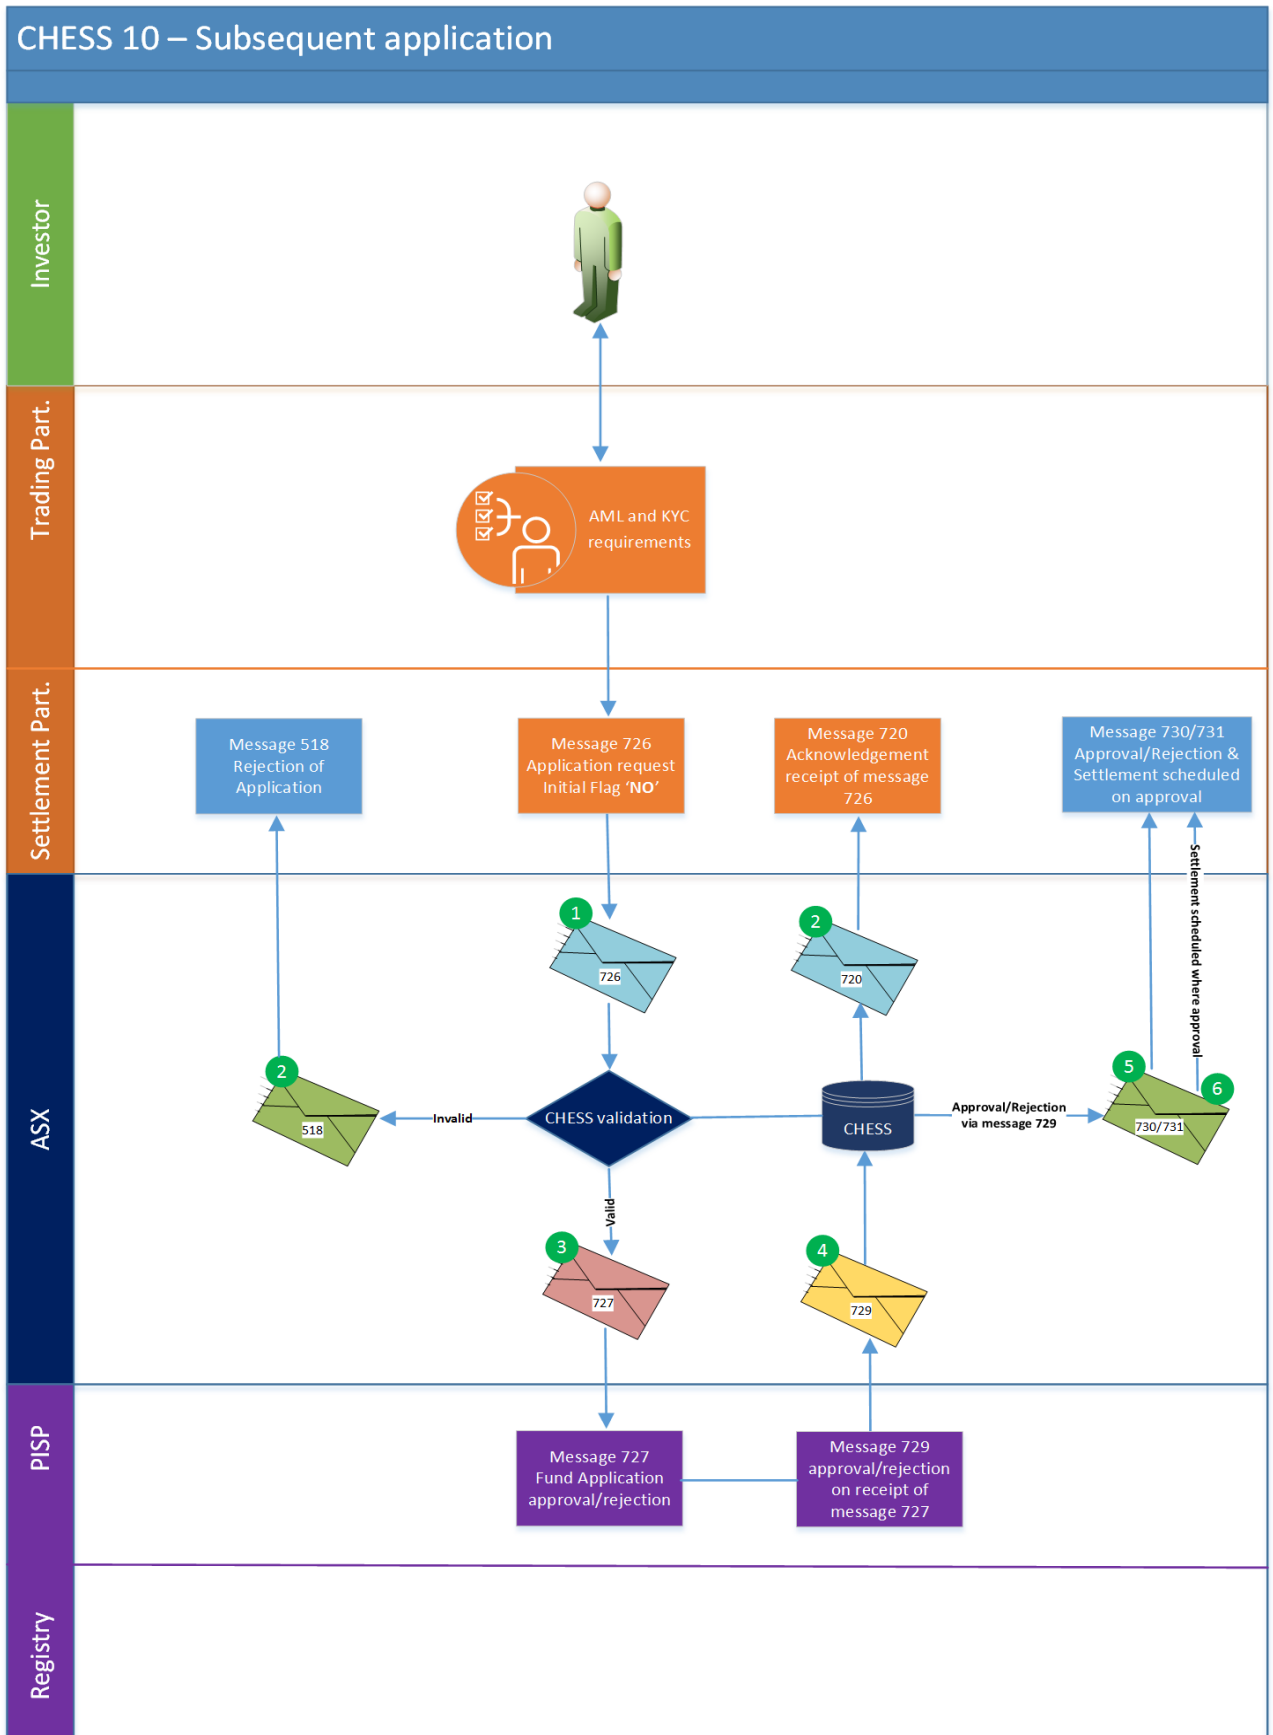 CHESS 10 – Subsequent application
Investor
Trading Part.
AML and KYC
requirements
Settlement Part.
Message 518
Rejection of
Application
Message 726
Application request
Initial Flag ‘NO’
Message 720
Acknowledgement
receipt of message
726
Message 730/731
Approval/Rejection &
Settlement scheduled
on approval
Settlement scheduled where approval
ASX
1
726
2
720
2
518
Invalid
CHESS validation
CHESS
Approval/Rejection
via message 729
5
6
730/731
Valid
3
727
4
729
PISP
Message 727
Fund Application
approval/rejection
Message 729
approval/rejection
on receipt of
message 727
Registry